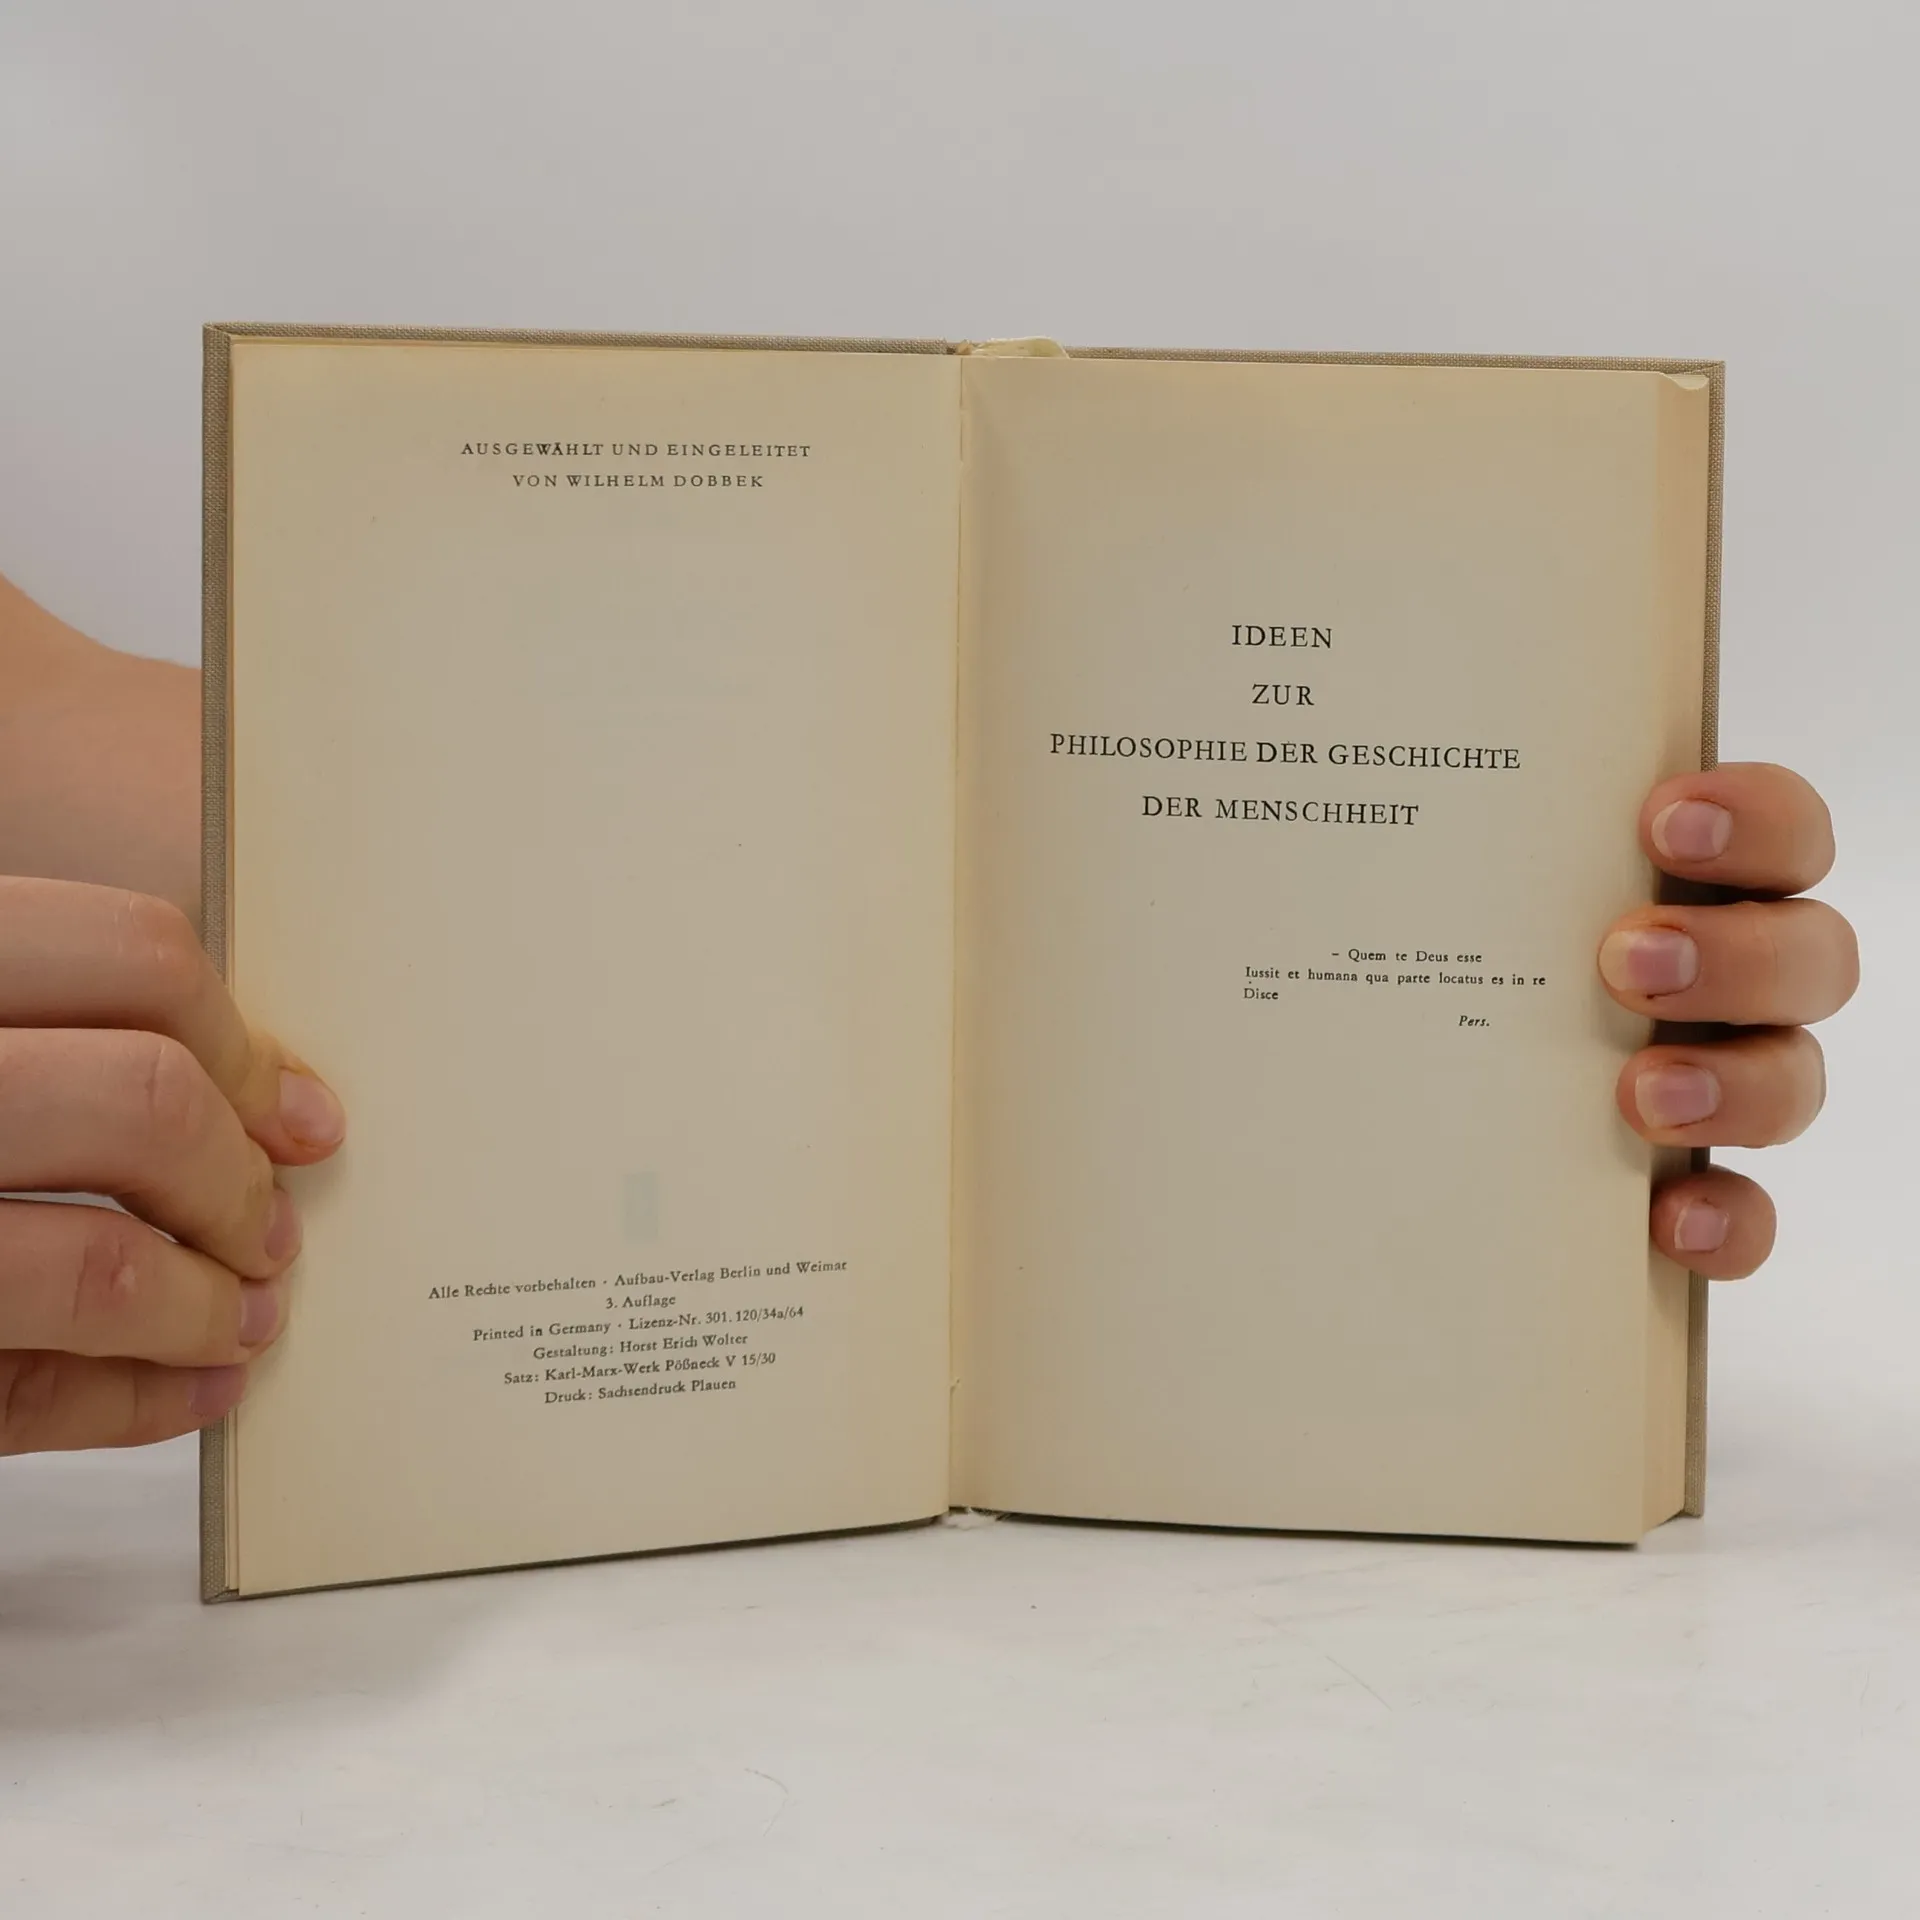 AUSGEWÄHLT UND EINGELEITET
VON WILHELM DOBBEK
Alle Rechte vorbehalten · Aufbau-Verlag Berlin und Weimar
3. Auflage
Printed in Germany · Lizenz-Nr. 301.120/34a/64
Gestaltung: Horst Erich Wolter
Satz: Karl-Marx-Werk Pößneck V 15/30
Druck: Sachsendruck Plauen
IDEEN
ZUR
PHILOSOPHIE DER GESCHICHTE
DER MENSCHHEIT
– Quem te Deus esse
Iussit et humana qua parte locatus es in re
Disce
Pers.